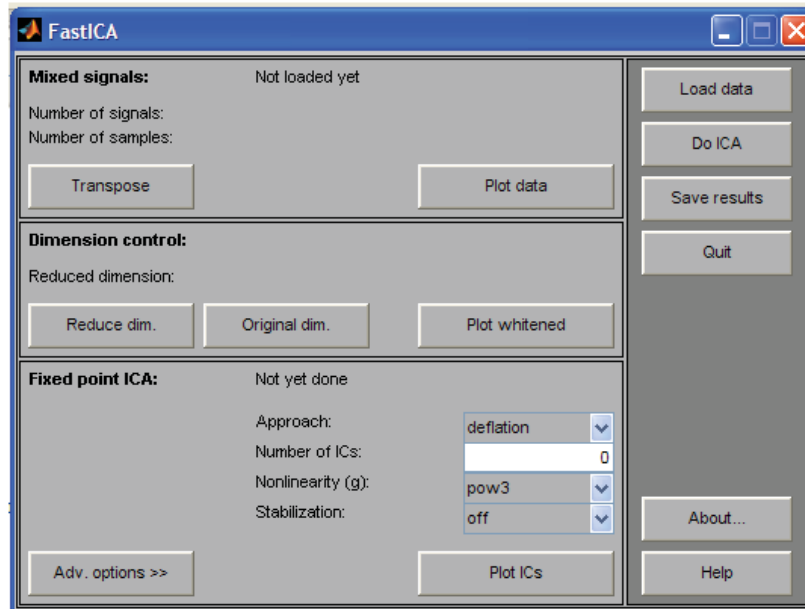 FastICA
Mixed signals: Not loaded yet
Number of signals:
Number of samples:
Transpose Plot data
Dimension control:
Reduced dimension:
Reduce dim. Original dim. Plot whitened
Fixed point ICA: Not yet done
Approach: deflation
Number of ICs: 0
Nonlinearity (g): pow3
Stabilization: off
Adv. options >> Plot ICs
Load data
Do ICA
Save results
Quit
About...
Help